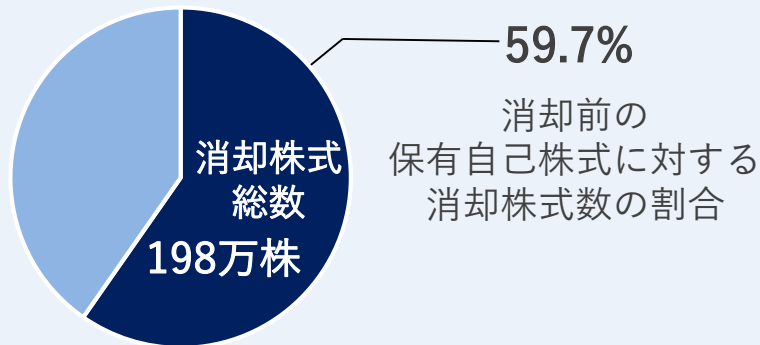 59.7%
消却前の
保有自己株式に対する
消却株式数の割合
消却株式
総数
198万株